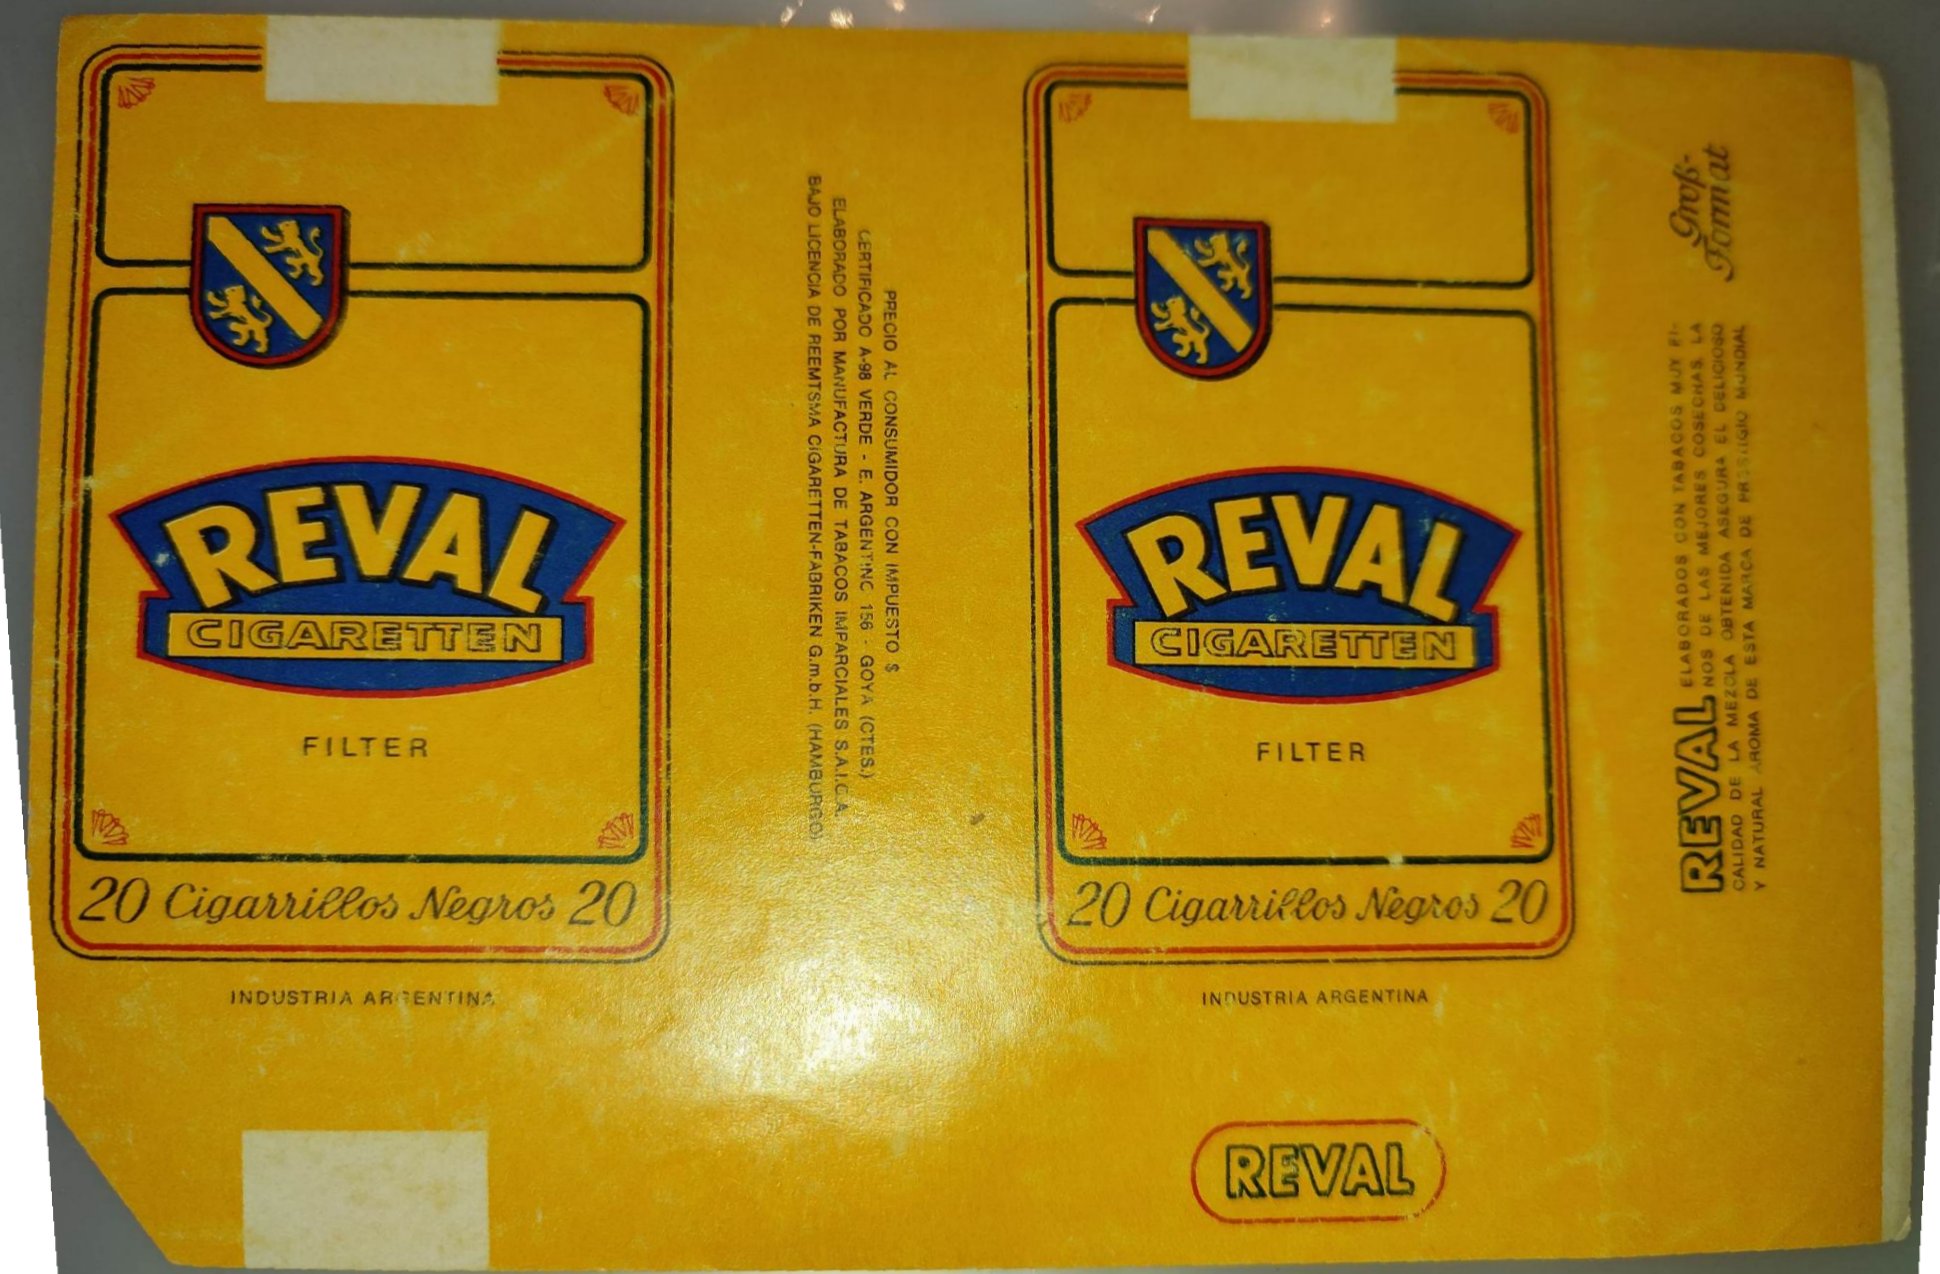 REVAL
CIGARETTEN
FILTER
20 Cigarrillos Negros 20
INDUSTRIA ARGENTINA
PRECIO AL CONSUMIDOR CON IMPUESTO $
CERTIFICADO A-98 VERDE - E. ARGENT. INC 156 - GOYA (CTES.)
ELABORADO POR MANUFACTURA DE TABACOS IMPARCIALES S.A.I.C.A.
BAJO LICENCIA DE REEMTSMA CIGARETTEN-FABRIKEN G.m.b.H. (HAMBURGO)
REVAL
CIGARETTEN
FILTER
20 Cigarrillos Negros 20
INDUSTRIA ARGENTINA
REVAL
REVAL ELABORADOS CON TABACOS MUY FI-
NOS DE LAS MEJORES COSECHAS. LA
CALIDAD DE LA MEZCLA OBTENIDA ASEGURA EL DELICIOSO
Y NATURAL AROMA DE ESTA MARCA DE PRESTIGIO MUNDIAL
Groß-
Format